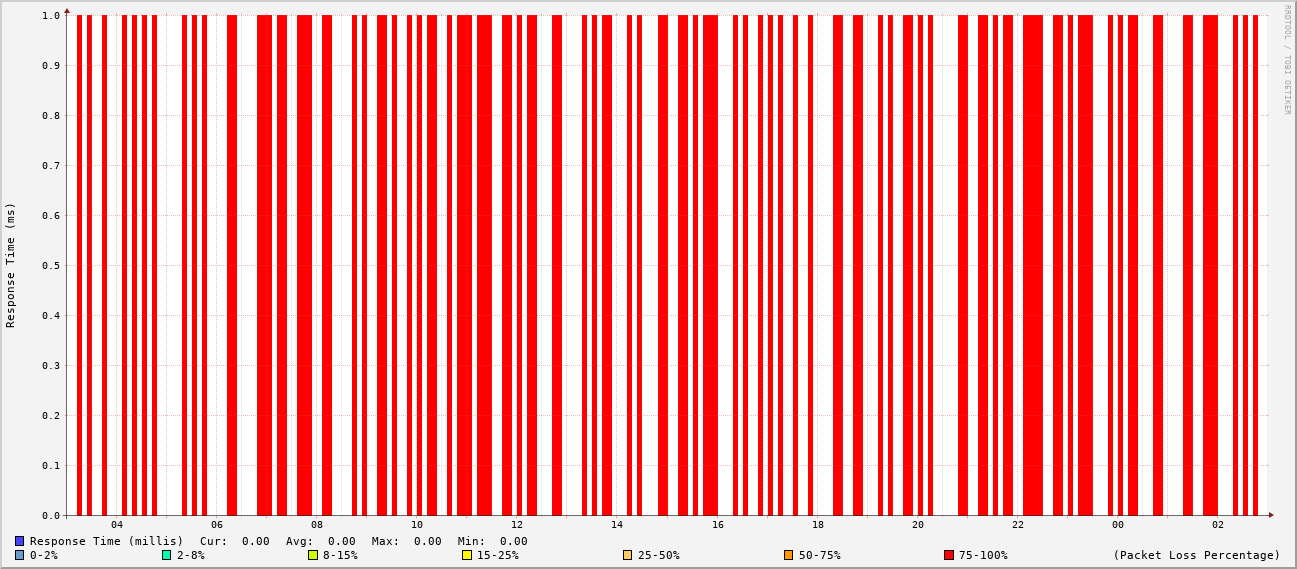 RRDTOOL / TOBI OETIKER
Response Time (ms)
1.0
0.9
0.8
0.7
0.6
0.5
0.4
0.3
0.2
0.1
0.0
04 06 08 10 12 14 16 18 20 22 00 02
Response Time (millis) Cur: 0.00 Avg: 0.00 Max: 0.00 Min: 0.00
0-2% 2-8% 8-15% 15-25% 25-50% 50-75% 75-100% (Packet Loss Percentage)